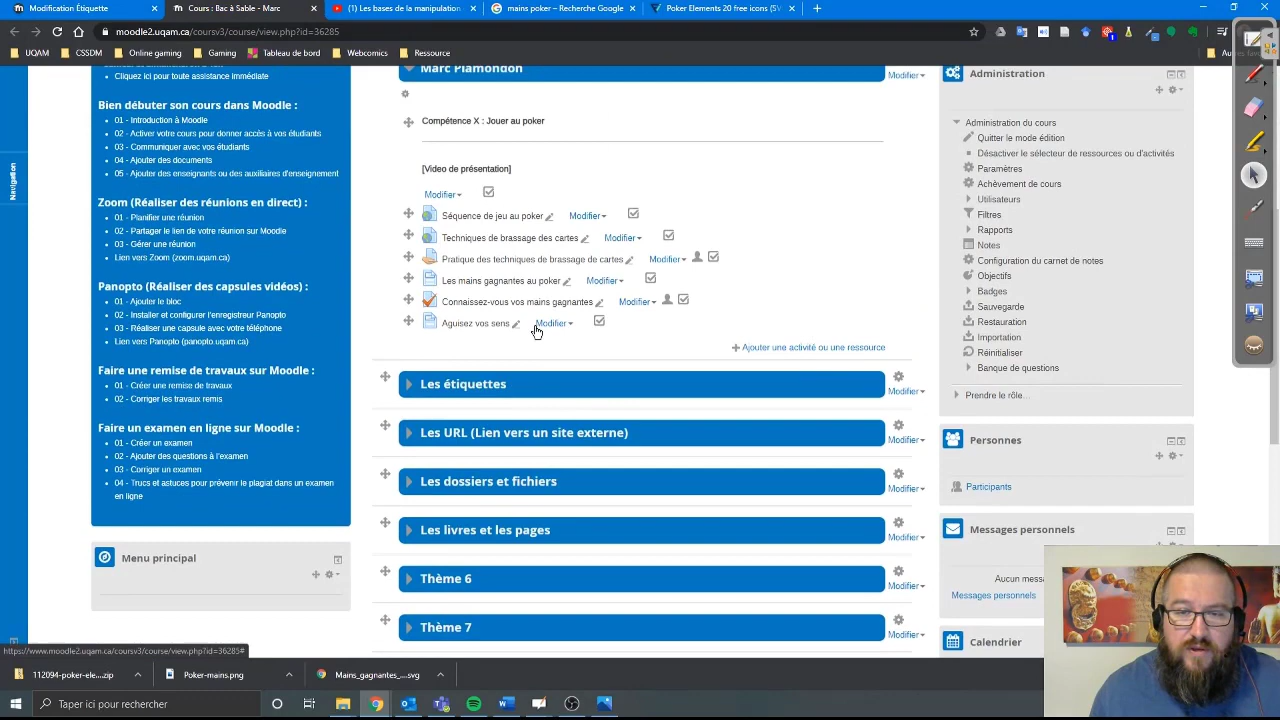 Modification Étiquette
Cours : Bac à Sable - Marc
(1) Les bases de la manipulation
mains poker – Recherche Google
Poker Elements 20 free icons (SV
moodle2.uqam.ca/coursv3/course/view.php?id=36285
UQAM
CSSDM
Online gaming
Gaming
Tableau de bord
Webcomics
Ressource
Navigation
Cliquez ici pour toute assistance immédiate
Bien débuter son cours dans Moodle :
01 - Introduction à Moodle
02 - Activer votre cours pour donner accès à vos étudiants
03 - Communiquer avec vos étudiants
04 - Ajouter des documents
05 - Ajouter des enseignants ou des auxiliaires d'enseignement
Zoom (Réaliser des réunions en direct) :
01 - Planifier une réunion
02 - Partager le lien de votre réunion sur Moodle
03 - Gérer une réunion
Lien vers Zoom (zoom.uqam.ca)
Panopto (Réaliser des capsules vidéos) :
01 - Ajouter le bloc
02 - Installer et configurer l'enregistreur Panopto
03 - Réaliser une capsule avec votre téléphone
Lien vers Panopto (panopto.uqam.ca)
Faire une remise de travaux sur Moodle :
01 - Créer une remise de travaux
02 - Corriger les travaux remis
Faire un examen en ligne sur Moodle :
01 - Créer un examen
02 - Ajouter des questions à l'examen
03 - Corriger un examen
04 - Trucs et astuces pour prévenir le plagiat dans un examen
en ligne
Menu principal
Marc Plamondon
Modifier
Compétence X : Jouer au poker
[Video de présentation]
Modifier
Séquence de jeu au poker Modifier
Techniques de brassage des cartes Modifier
Pratique des techniques de brassage de cartes Modifier
Les mains gagnantes au poker Modifier
Connaissez-vous vos mains gagnantes Modifier
Aguisez vos sens Modifier
Ajouter une activité ou une ressource
Les étiquettes
Modifier
Les URL (Lien vers un site externe)
Modifier
Les dossiers et fichiers
Modifier
Les livres et les pages
Modifier
Thème 6
Modifier
Thème 7
Modifier
Administration
Administration du cours
Quitter le mode édition
Désactiver le sélecteur de ressources ou d'activités
Paramètres
Achèvement de cours
Utilisateurs
Filtres
Rapports
Notes
Configuration du carnet de notes
Objectifs
Badges
Sauvegarde
Restauration
Importation
Réinitialiser
Banque de questions
Prendre le rôle...
Personnes
Participants
Messages personnels
Messages personnels
Calendrier
https://www.moodle2.uqam.ca/coursv3/course/view.php?id=36285#
112094-poker-ele....zip
Poker-mains.png
Mains_gagnantes_....svg
Taper ici pour rechercher